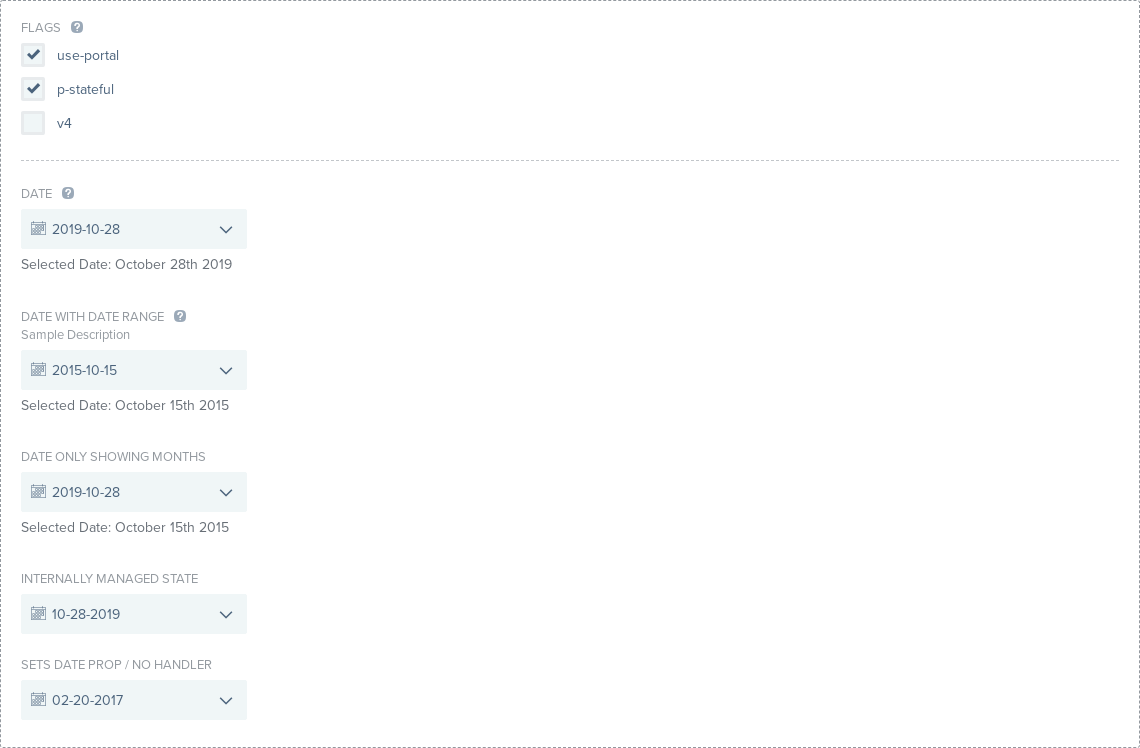 FLAGS ?
use-portal
p-stateful
v4
DATE ?
2019-10-28
Selected Date: October 28th 2019
DATE WITH DATE RANGE ?
Sample Description
2015-10-15
Selected Date: October 15th 2015
DATE ONLY SHOWING MONTHS
2019-10-28
Selected Date: October 15th 2015
INTERNALLY MANAGED STATE
10-28-2019
SETS DATE PROP / NO HANDLER
02-20-2017